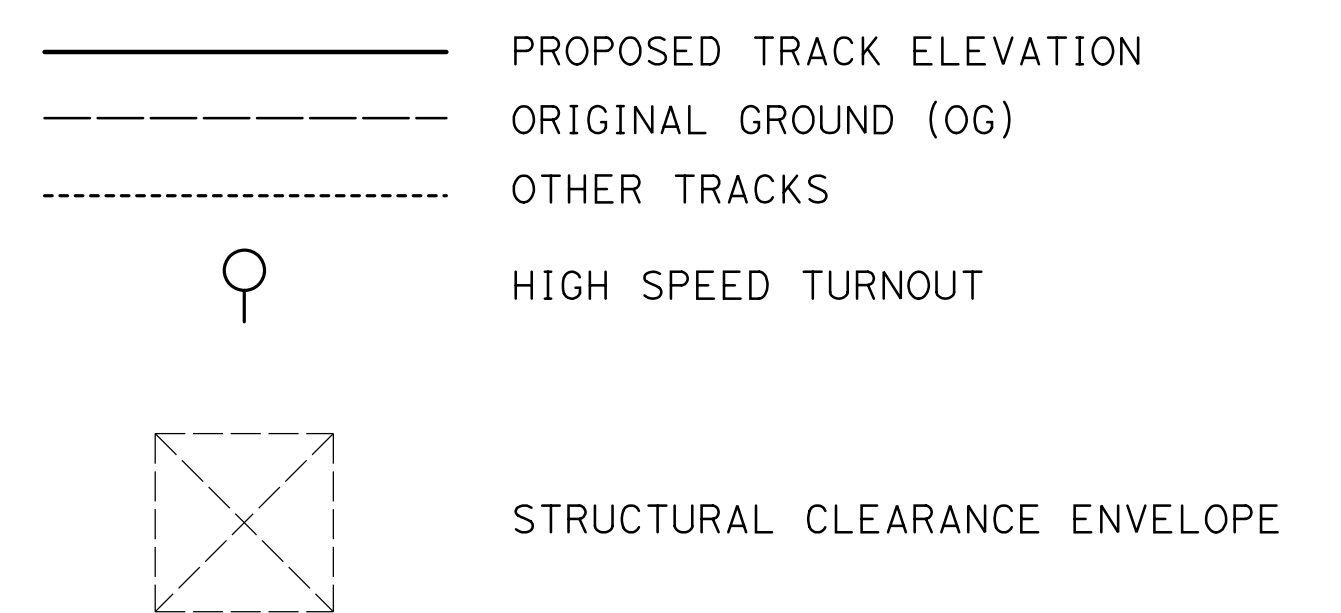 PROPOSED TRACK ELEVATION
ORIGINAL GROUND (OG)
OTHER TRACKS
HIGH SPEED TURNOUT
STRUCTURAL CLEARANCE ENVELOPE